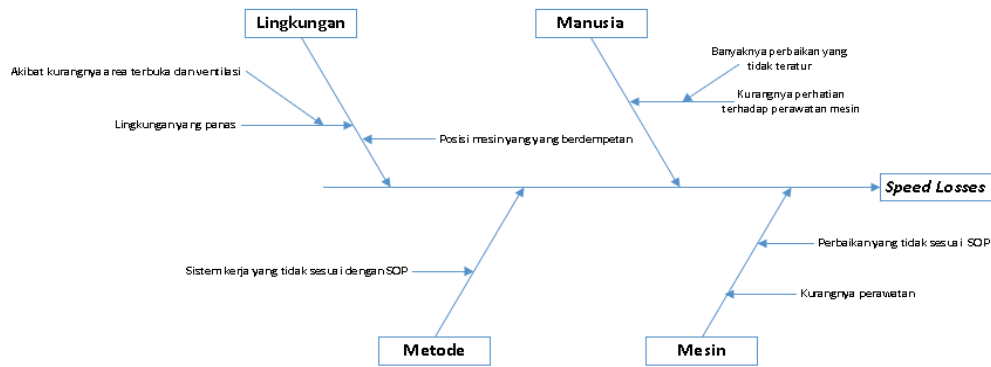 Lingkungan
Manusia
Banyaknya perbaikan yang
tidak teratur
Akibat kurangnya area terbuka dan ventilasi
Kurangnya perhatian
terhadap perawatan mesin
Lingkungan yang panas
Posisi mesin yang yang berdempetan
Speed Losses
Perbaikan yang tidak sesuai SOP
Sistem kerja yang tidak sesuai dengan SOP
Kurangnya perawatan
Metode
Mesin